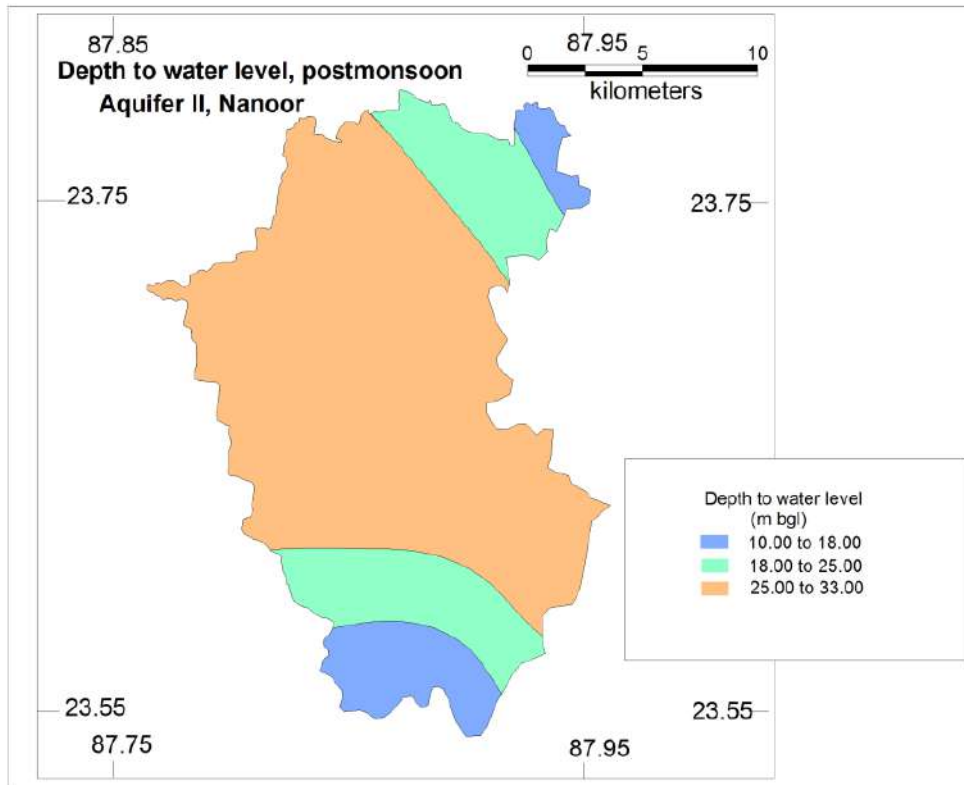 87.85
87.95
Depth to water level, postmonsoon
Aquifer II, Nanoor
0 5 10
kilometers
23.75
23.75
Depth to water level
(m bgl)
10.00 to 18.00
18.00 to 25.00
25.00 to 33.00
23.55
23.55
87.75
87.95